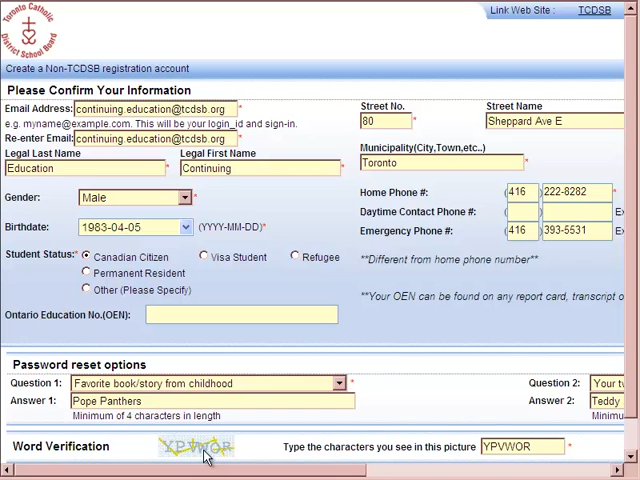 Toronto Catholic
District School Board
Link Web Site : TCDSB
Create a Non-TCDSB registration account
Please Confirm Your Information
Email Address: continuing.education@tcdsb.org *
e.g. myname@example.com. This will be your login_id and sign-in.
Re-enter Email: continuing.education@tcdsb.org *
Legal Last Name Legal First Name
Education * Continuing *
Gender: Male *
Birthdate: 1983-04-05 (YYYY-MM-DD)*
Student Status:* Canadian Citizen Visa Student Refugee
Permanent Resident
Other (Please Specify)
Ontario Education No.(OEN):
Street No. Street Name
80 * Sheppard Ave E
Municipality(City,Town,etc..)
Toronto *
Home Phone #: (416 ) 222-8282 *
Daytime Contact Phone #: ( )
Emergency Phone #: (416 ) 393-5531
**Different from home phone number**
**Your OEN can be found on any report card, transcript o
Password reset options
Question 1: Favorite book/story from childhood * Question 2: Your
Answer 1: Pope Panthers Answer 2: Teddy
Minimum of 4 characters in length
Word Verification YPVWOR Type the characters you see in this picture YPVWOR *